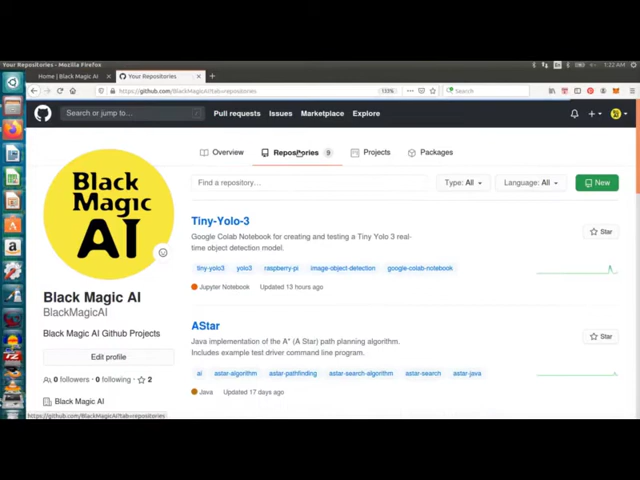 Your Repositories - Mozilla Firefox
1:22 AM
Home | Black Magic AI
Your Repositories
https://github.com/BlackMagicAI?tab=repositories
133%
Search
Search or jump to...
Pull requests
Issues
Marketplace
Explore
Overview
Repositories 9
Projects
Packages
Find a repository...
Type: All
Language: All
New
Black
Magic
AI
Tiny-Yolo-3
Star
Google Colab Notebook for creating and testing a Tiny Yolo 3 real-
time object detection model.
tiny-yolo3 yolo3 raspberry-pi image-object-detection google-colab-notebook
Jupyter Notebook Updated 13 hours ago
Black Magic AI
BlackMagicAI
Black Magic AI Github Projects
Edit profile
0 followers · 0 following · 2
Black Magic AI
AStar
Star
Java implementation of the A* (A Star) path planning algorithm.
Includes example test driver command line program.
ai astar-algorithm astar-pathfinding astar-search-algorithm astar-search astar-java
Java Updated 17 days ago
https://github.com/BlackMagicAI?tab=repositories